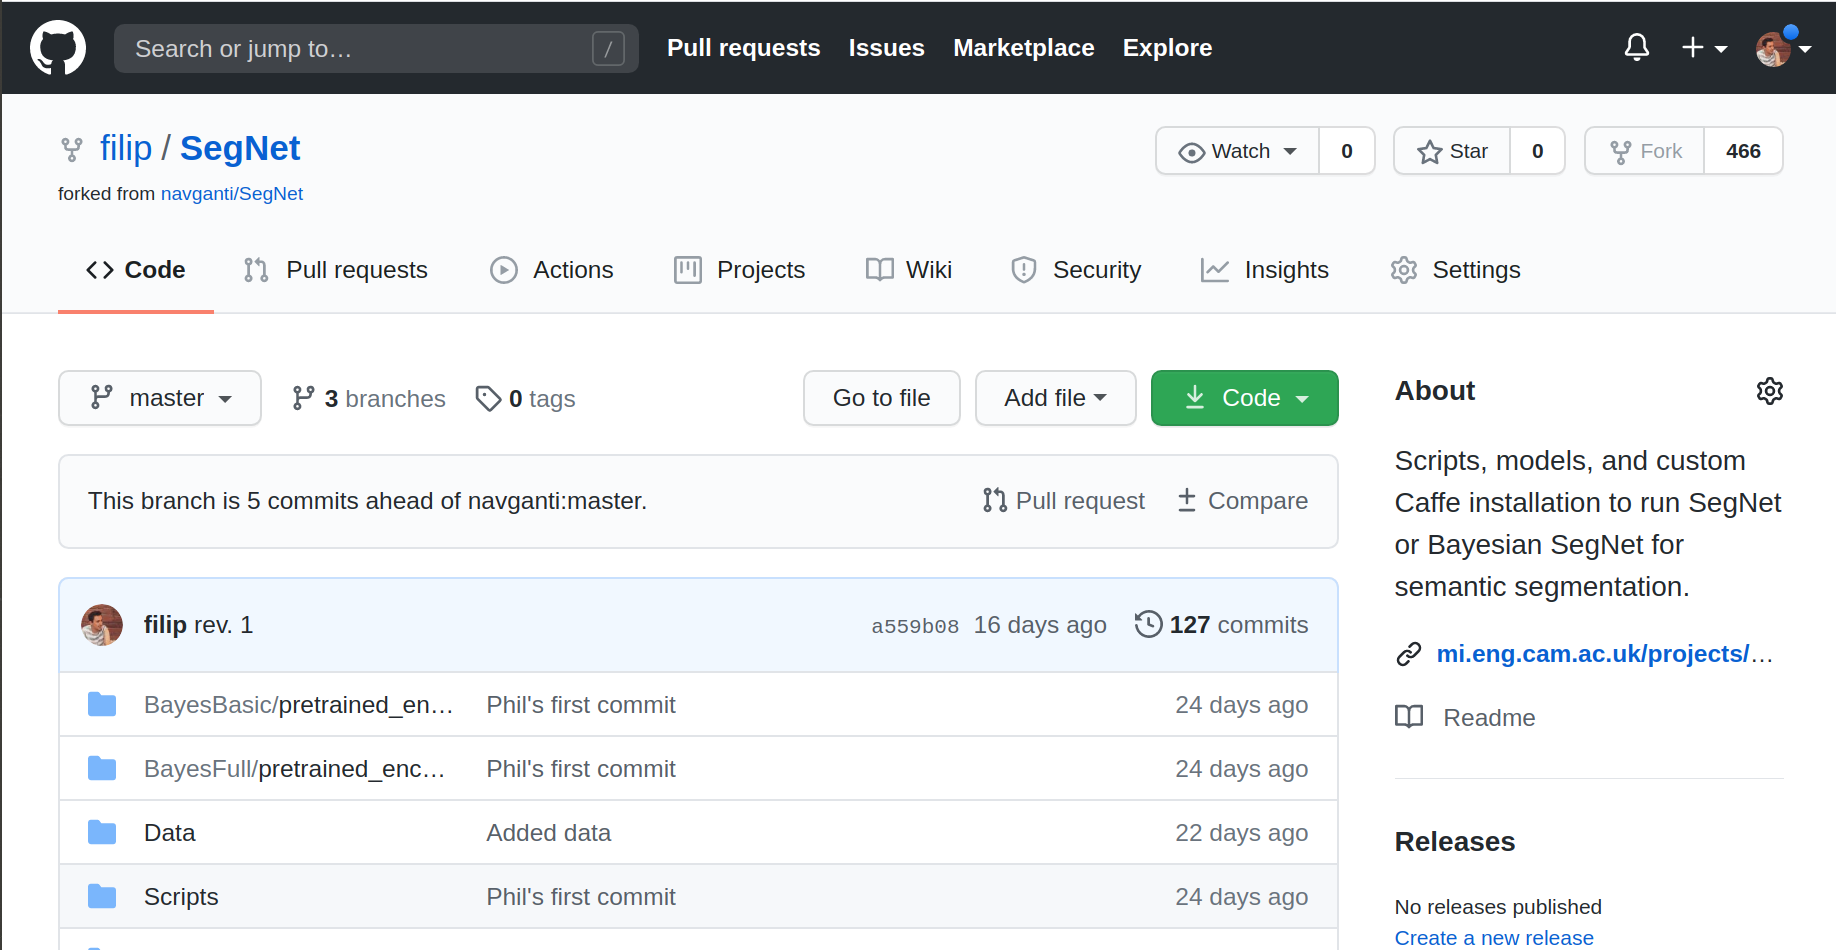 Search or jump to… /
Pull requests Issues Marketplace Explore
filip / SegNet
forked from navganti/SegNet
Watch 0
Star 0
Fork 466
Code Pull requests Actions Projects Wiki Security Insights Settings
master
3 branches
0 tags
Go to file
Add file
Code
This branch is 5 commits ahead of navganti:master.
Pull request
Compare
filip rev. 1
a559b08 16 days ago
127 commits
BayesBasic/pretrained_en… Phil's first commit 24 days ago
BayesFull/pretrained_enc… Phil's first commit 24 days ago
Data Added data 22 days ago
Scripts Phil's first commit 24 days ago
About
Scripts, models, and custom
Caffe installation to run SegNet
or Bayesian SegNet for
semantic segmentation.
mi.eng.cam.ac.uk/projects/…
Readme
Releases
No releases published
Create a new release